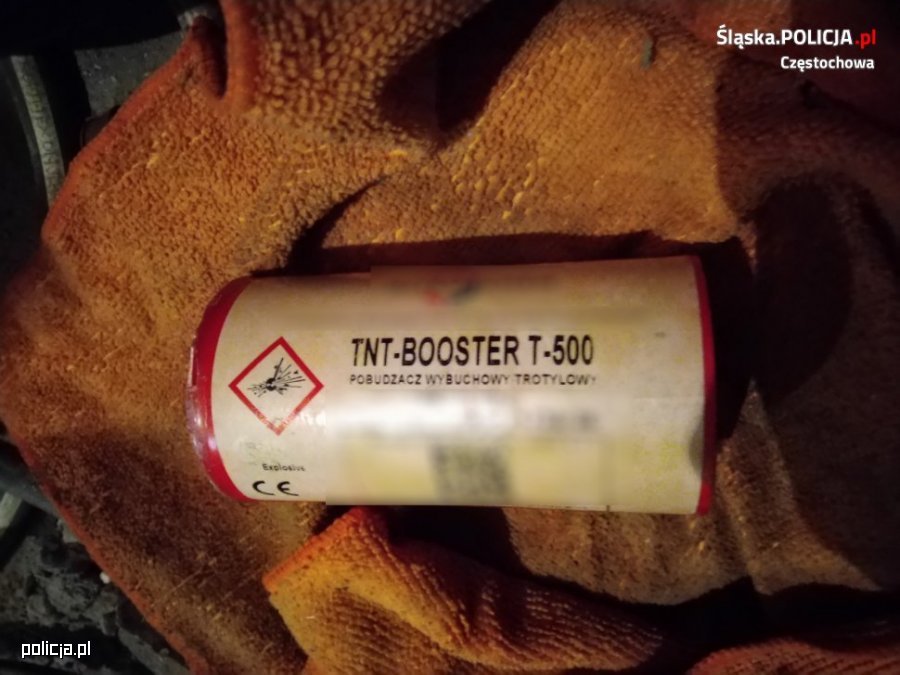 Śląska.POLICJA.pl
Częstochowa
TNT-BOOSTER T-500
POBUDZACZ WYBUCHOWY TROTYLOWY
Explosive
CE
policja.pl